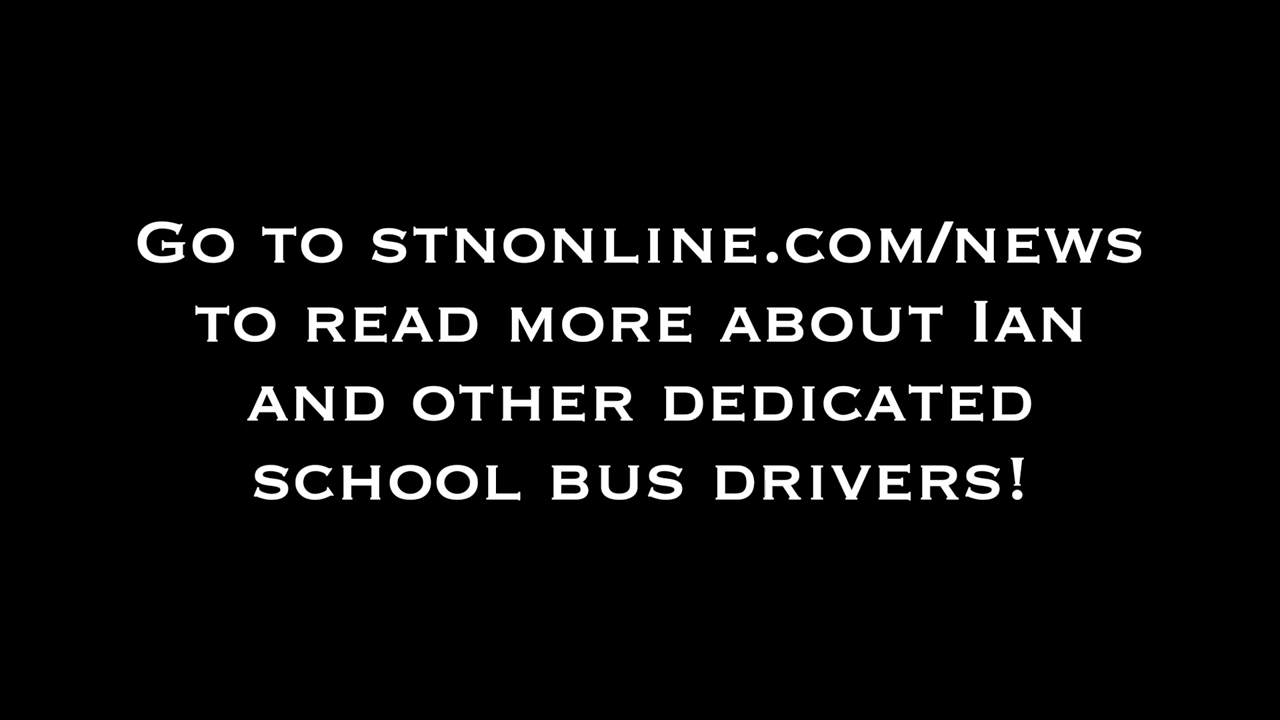 Go to stnonline.com/news
to read more about Ian
and other dedicated
school bus drivers!